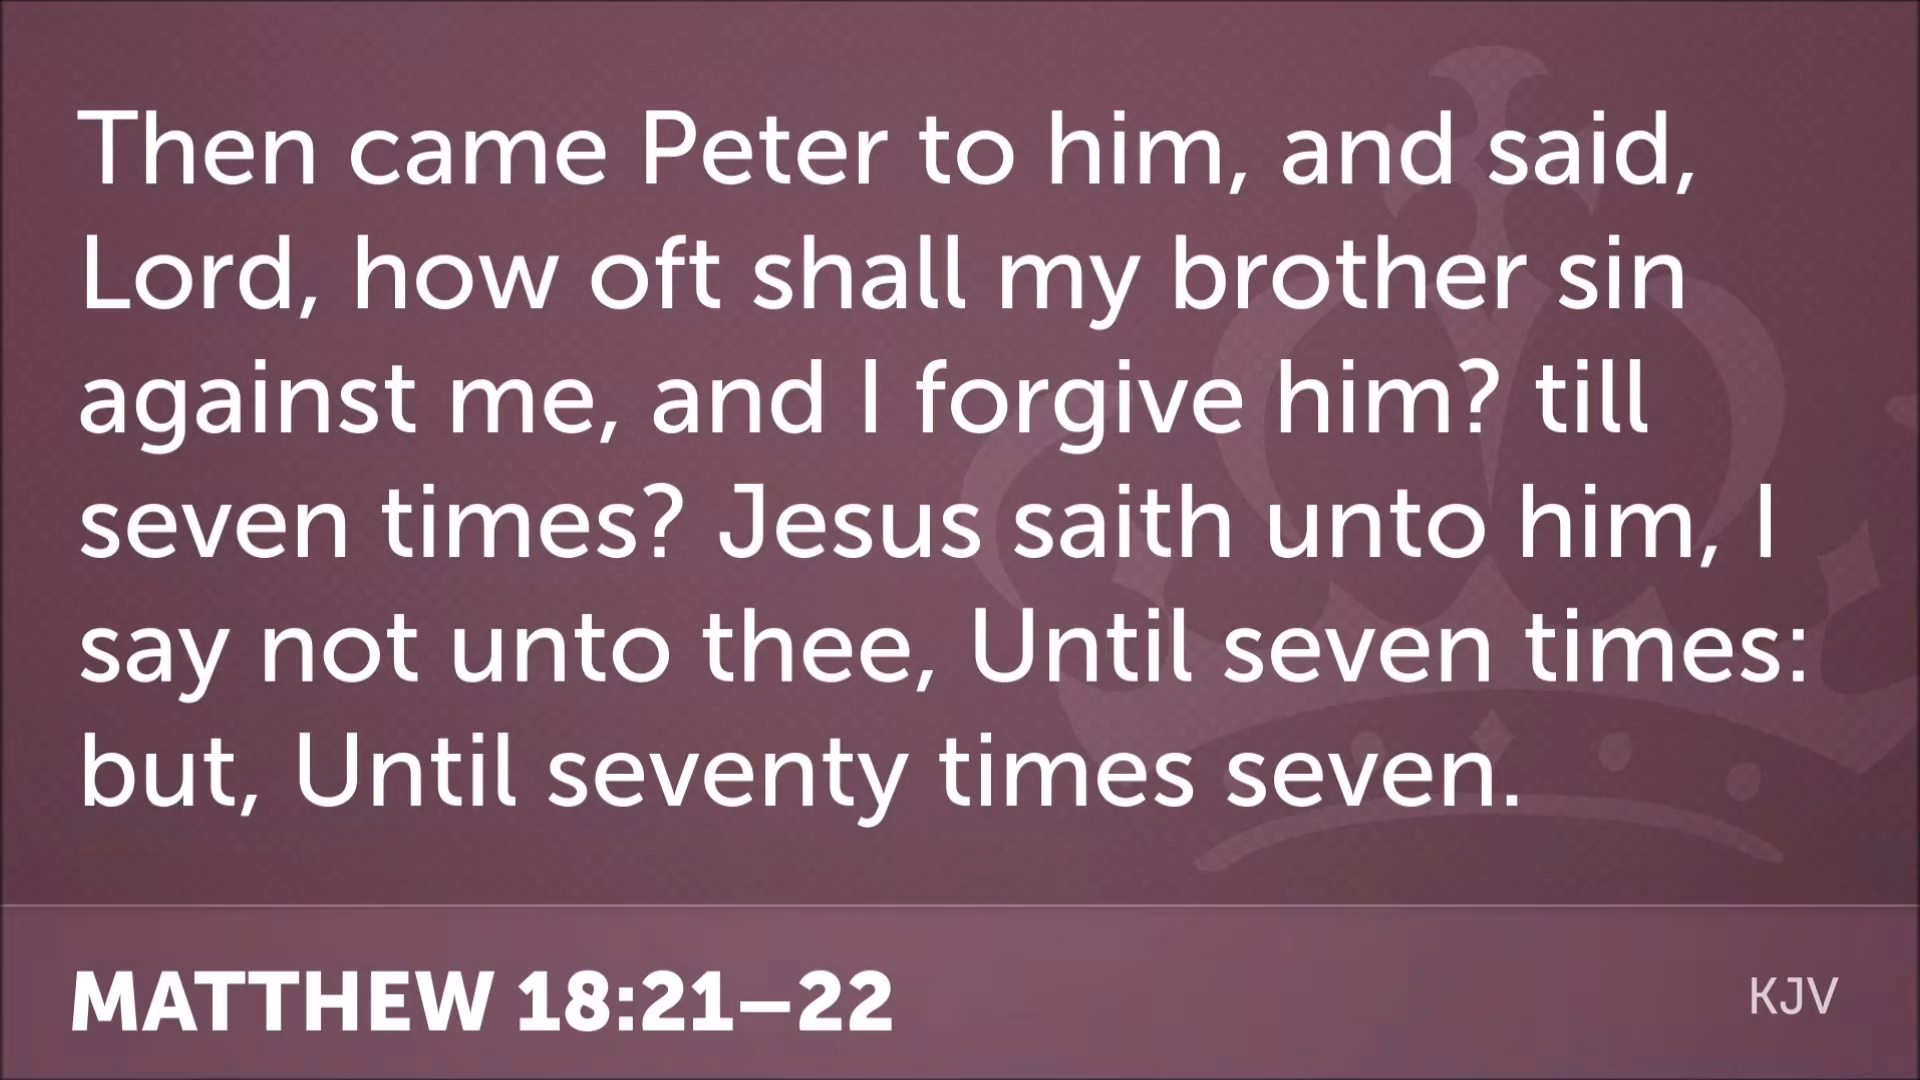 Then came Peter to him, and said,
Lord, how oft shall my brother sin
against me, and I forgive him? till
seven times? Jesus saith unto him, I
say not unto thee, Until seven times:
but, Until seventy times seven.
MATTHEW 18:21–22
KJV